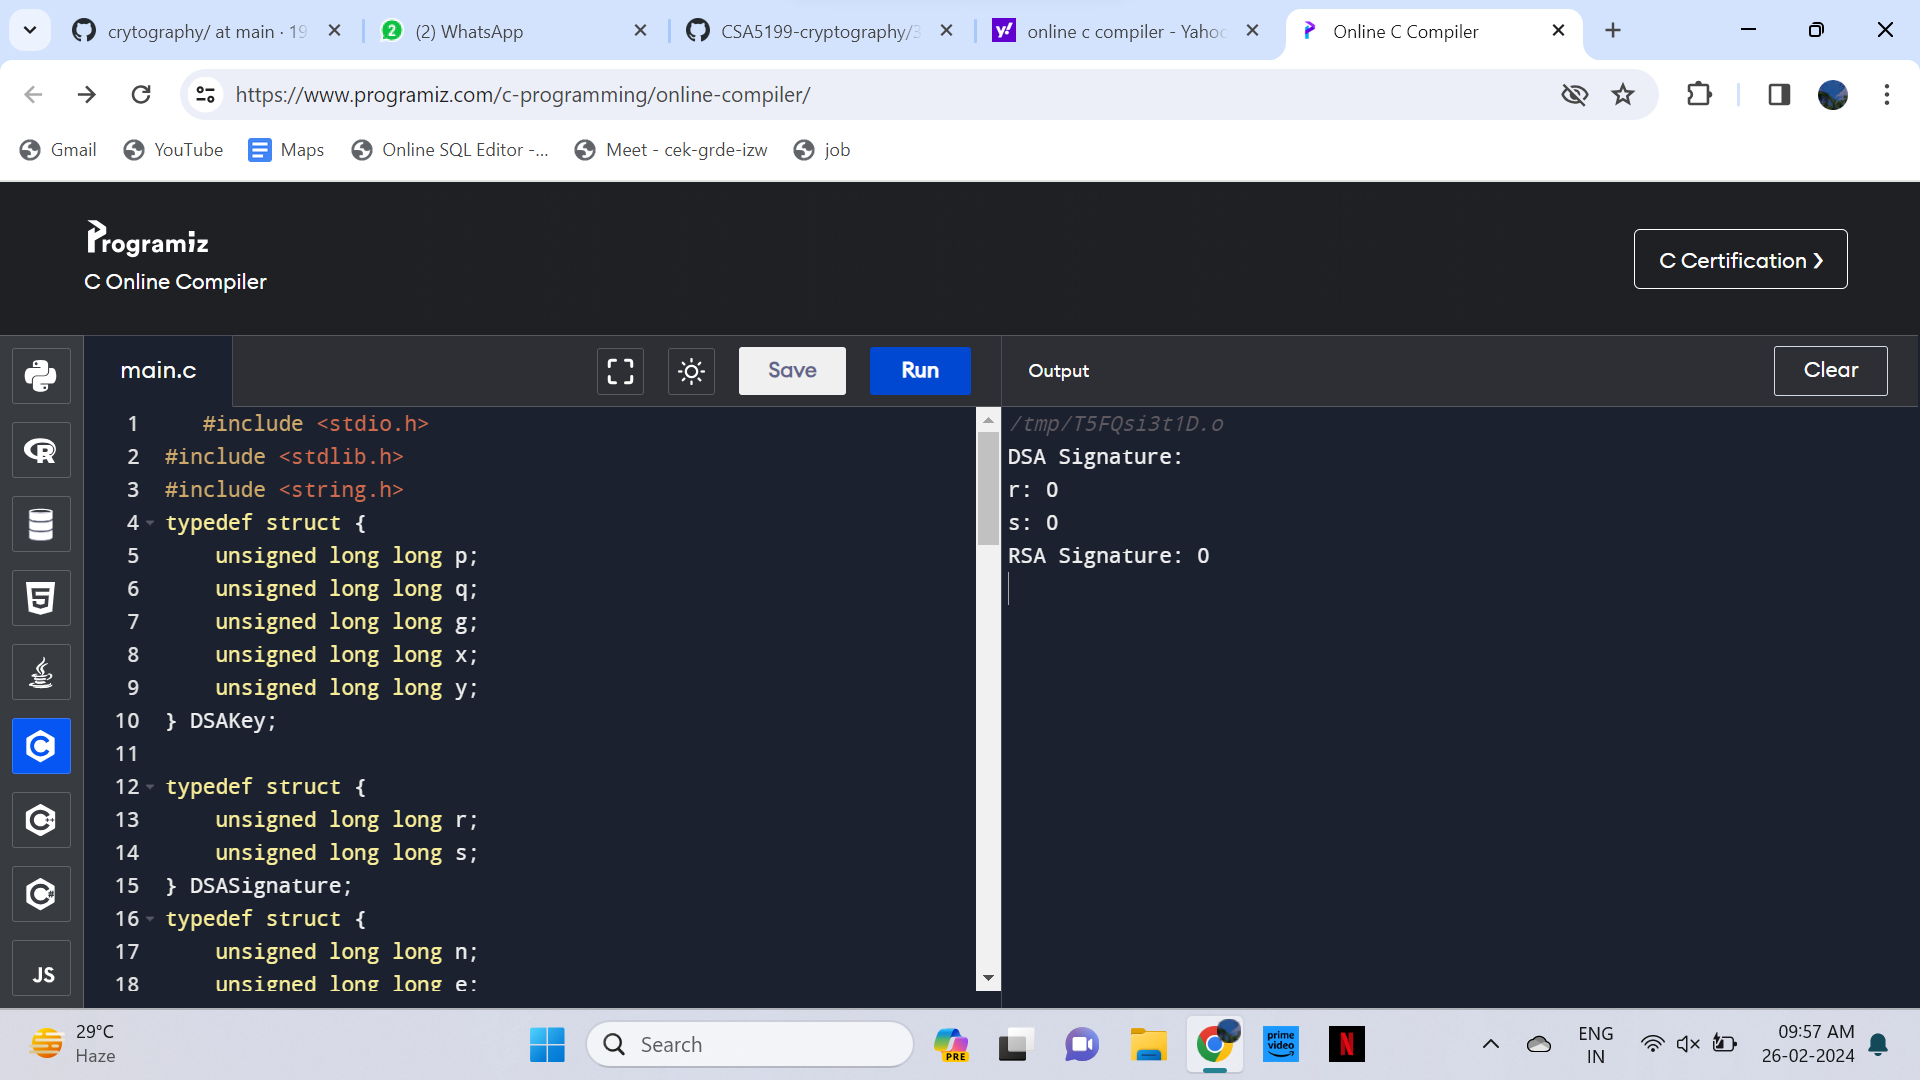 crytography/ at main · 19
(2) WhatsApp
CSA5199-cryptography/3
online c compiler - Yahoo
Online C Compiler
https://www.programiz.com/c-programming/online-compiler/
Gmail
YouTube
Maps
Online SQL Editor -...
Meet - cek-grde-izw
job
Programiz
C Online Compiler
C Certification ❯
main.c
Save
Run
Output
Clear
1 #include <stdio.h>
2 #include <stdlib.h>
3 #include <string.h>
4 typedef struct {
5 unsigned long long p;
6 unsigned long long q;
7 unsigned long long g;
8 unsigned long long x;
9 unsigned long long y;
10 } DSAKey;
11
12 typedef struct {
13 unsigned long long r;
14 unsigned long long s;
15 } DSASignature;
16 typedef struct {
17 unsigned long long n;
18 unsigned long long e;
/tmp/T5FQsi3t1D.o
DSA Signature:
r: 0
s: 0
RSA Signature: 0
JS
29°C
Haze
Search
PRE
prime
video
N
ENG
IN
09:57 AM
26-02-2024